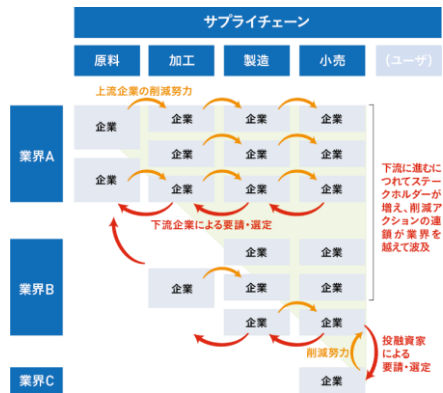 サプライチェーン
原料 加工 製造 小売 (ユーザ)
上流企業の削減努力
業界A
企業 企業 企業 企業
企業 企業 企業
企業 企業 企業 企業
下流企業による要請・選定
下流に進むに
つれてステー
クホルダーが
増え、削減ア
クションの連
鎖が業界を
越えて波及
業界B
企業 企業
企業 企業 企業
企業 企業
削減努力
投融資家
による
要請・選定
業界C
企業